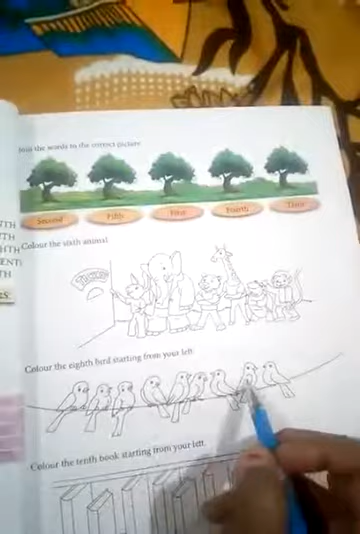 Join the words to the correct picture
Second Fifth First Fourth Third
Colour the sixth animal.
Colour the eighth bird starting from your left.
Colour the tenth book starting from your left.